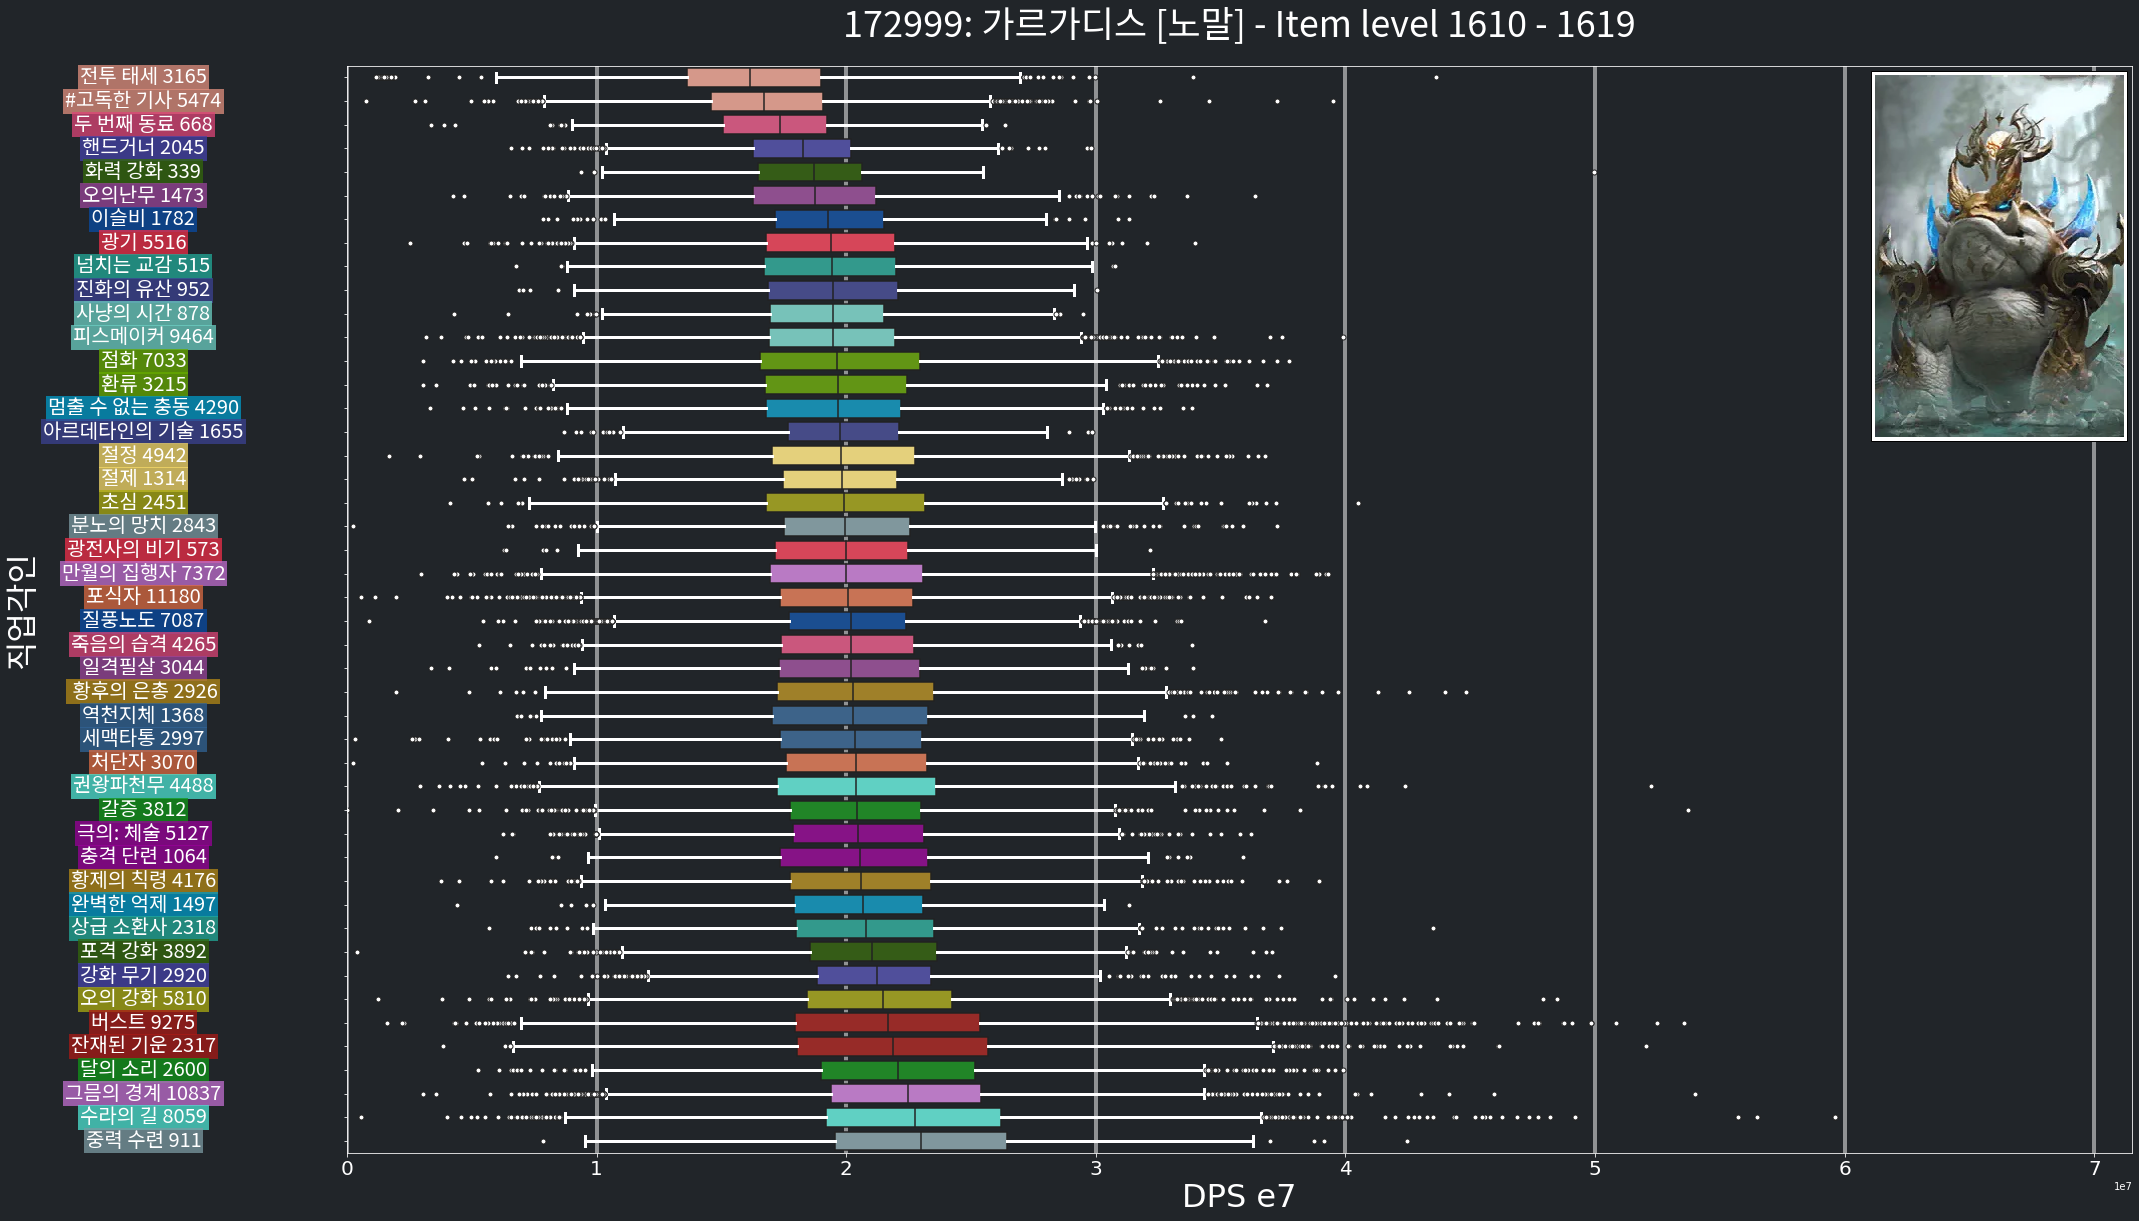 172999: 가르가디스 [노말] - Item level 1610 - 1619
전투 태세 3165
#고독한 기사 5474
두 번째 동료 668
핸드거너 2045
화력 강화 339
오의난무 1473
이슬비 1782
광기 5516
넘치는 교감 515
진화의 유산 952
사냥의 시간 878
피스메이커 9464
점화 7033
환류 3215
멈출 수 없는 충동 4290
아르데타인의 기술 1655
절정 4942
절제 1314
초심 2451
분노의 망치 2843
광전사의 비기 573
만월의 집행자 7372
포식자 11180
질풍노도 7087
죽음의 습격 4265
일격필살 3044
황후의 은총 2926
역천지체 1368
세맥타통 2997
처단자 3070
권왕파천무 4488
갈증 3812
극의: 체술 5127
충격 단련 1064
황제의 칙령 4176
완벽한 억제 1497
상급 소환사 2318
포격 강화 3892
강화 무기 2920
오의 강화 5810
버스트 9275
잔재된 기운 2317
달의 소리 2600
그믐의 경계 10837
수라의 길 8059
중력 수련 911
직업각인
0 1 2 3 4 5 6 7
1e7
DPS e7